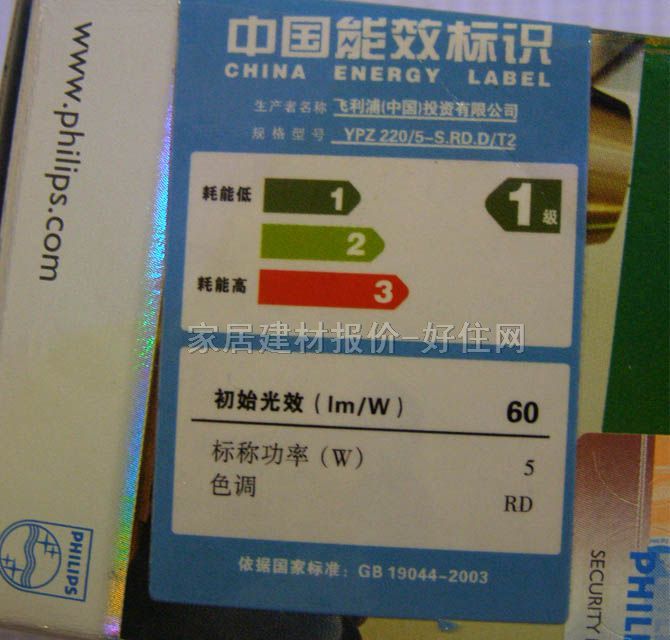 www.philips.com
中国能效标识
CHINA ENERGY LABEL
生产者名称 飞利浦(中国)投资有限公司
规格型号 YPZ 220/5-S.RD.D/T2
耗能低 1 1级
2
耗能高 3
家居建材报价-好住网
初始光效(lm/W) 60
标称功率(W) 5
色调 RD
依据国家标准: GB 19044-2003
PHILIPS
SECURITY
PHIL